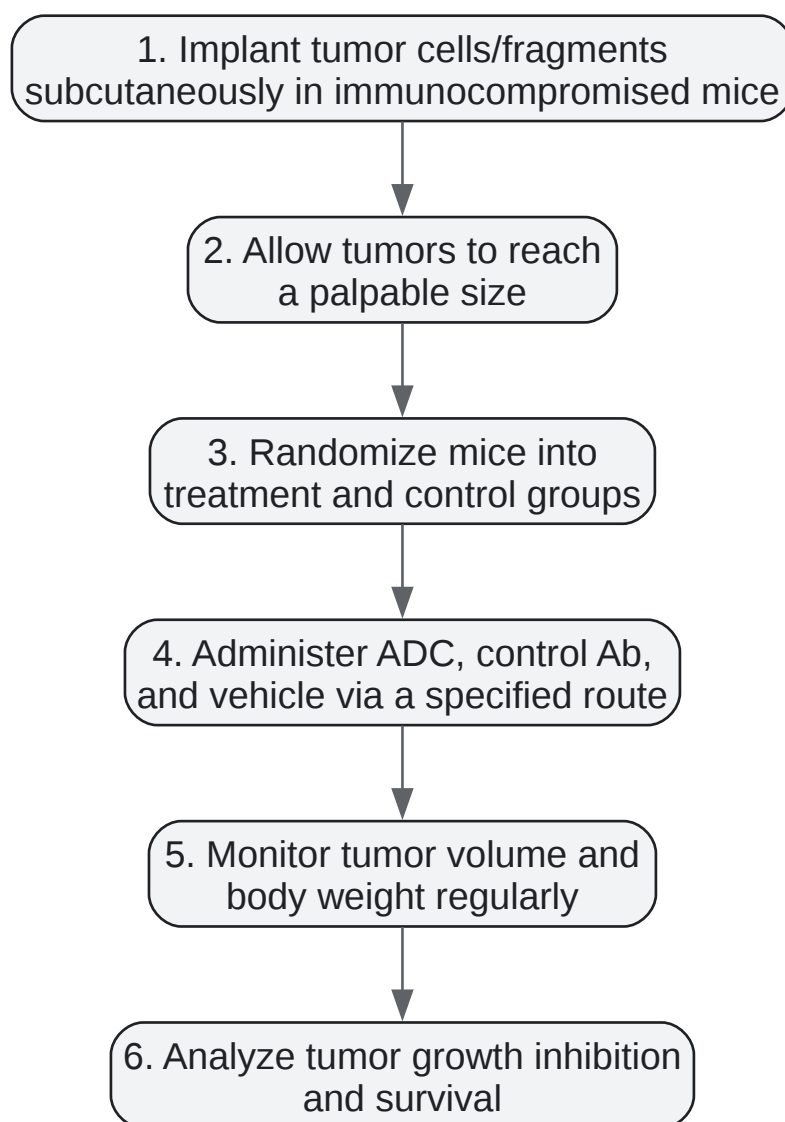 1. Implant tumor cells/fragments
subcutaneously in immunocompromised mice
2. Allow tumors to reach
a palpable size
3. Randomize mice into
treatment and control groups
4. Administer ADC, control Ab,
and vehicle via a specified route
5. Monitor tumor volume and
body weight regularly
6. Analyze tumor growth inhibition
and survival